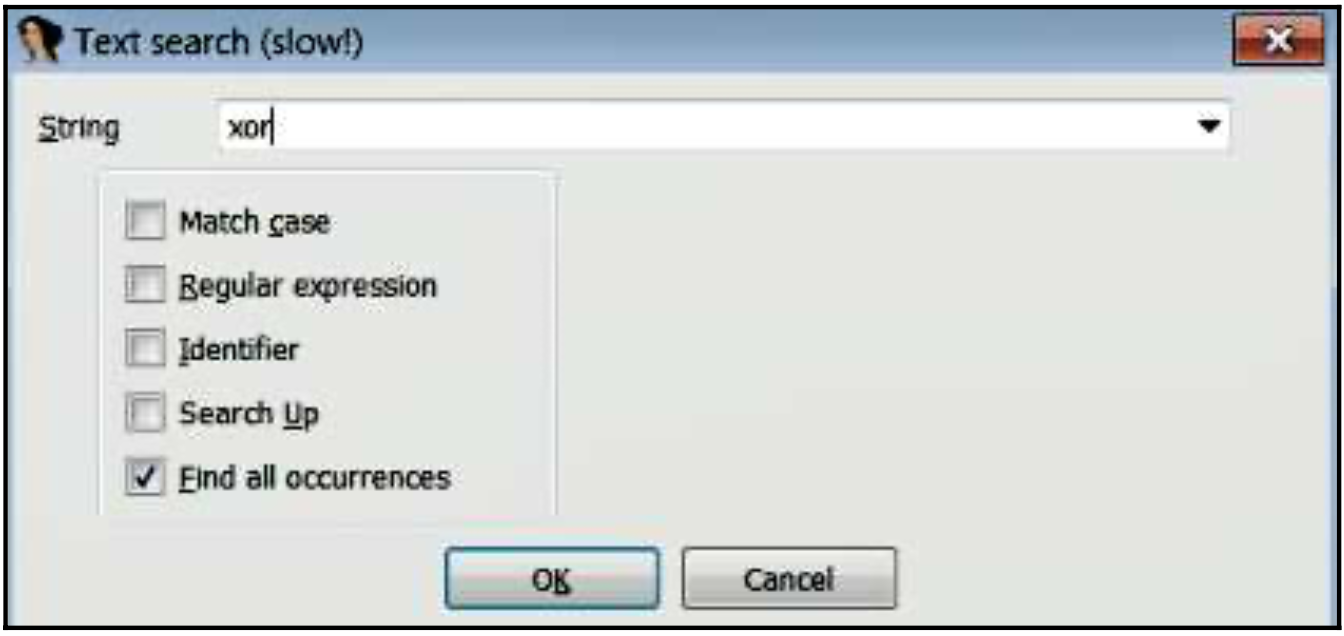 Text search (slow!)
String xor
Match case
Regular expression
Identifier
Search Up
Find all occurrences
OK Cancel